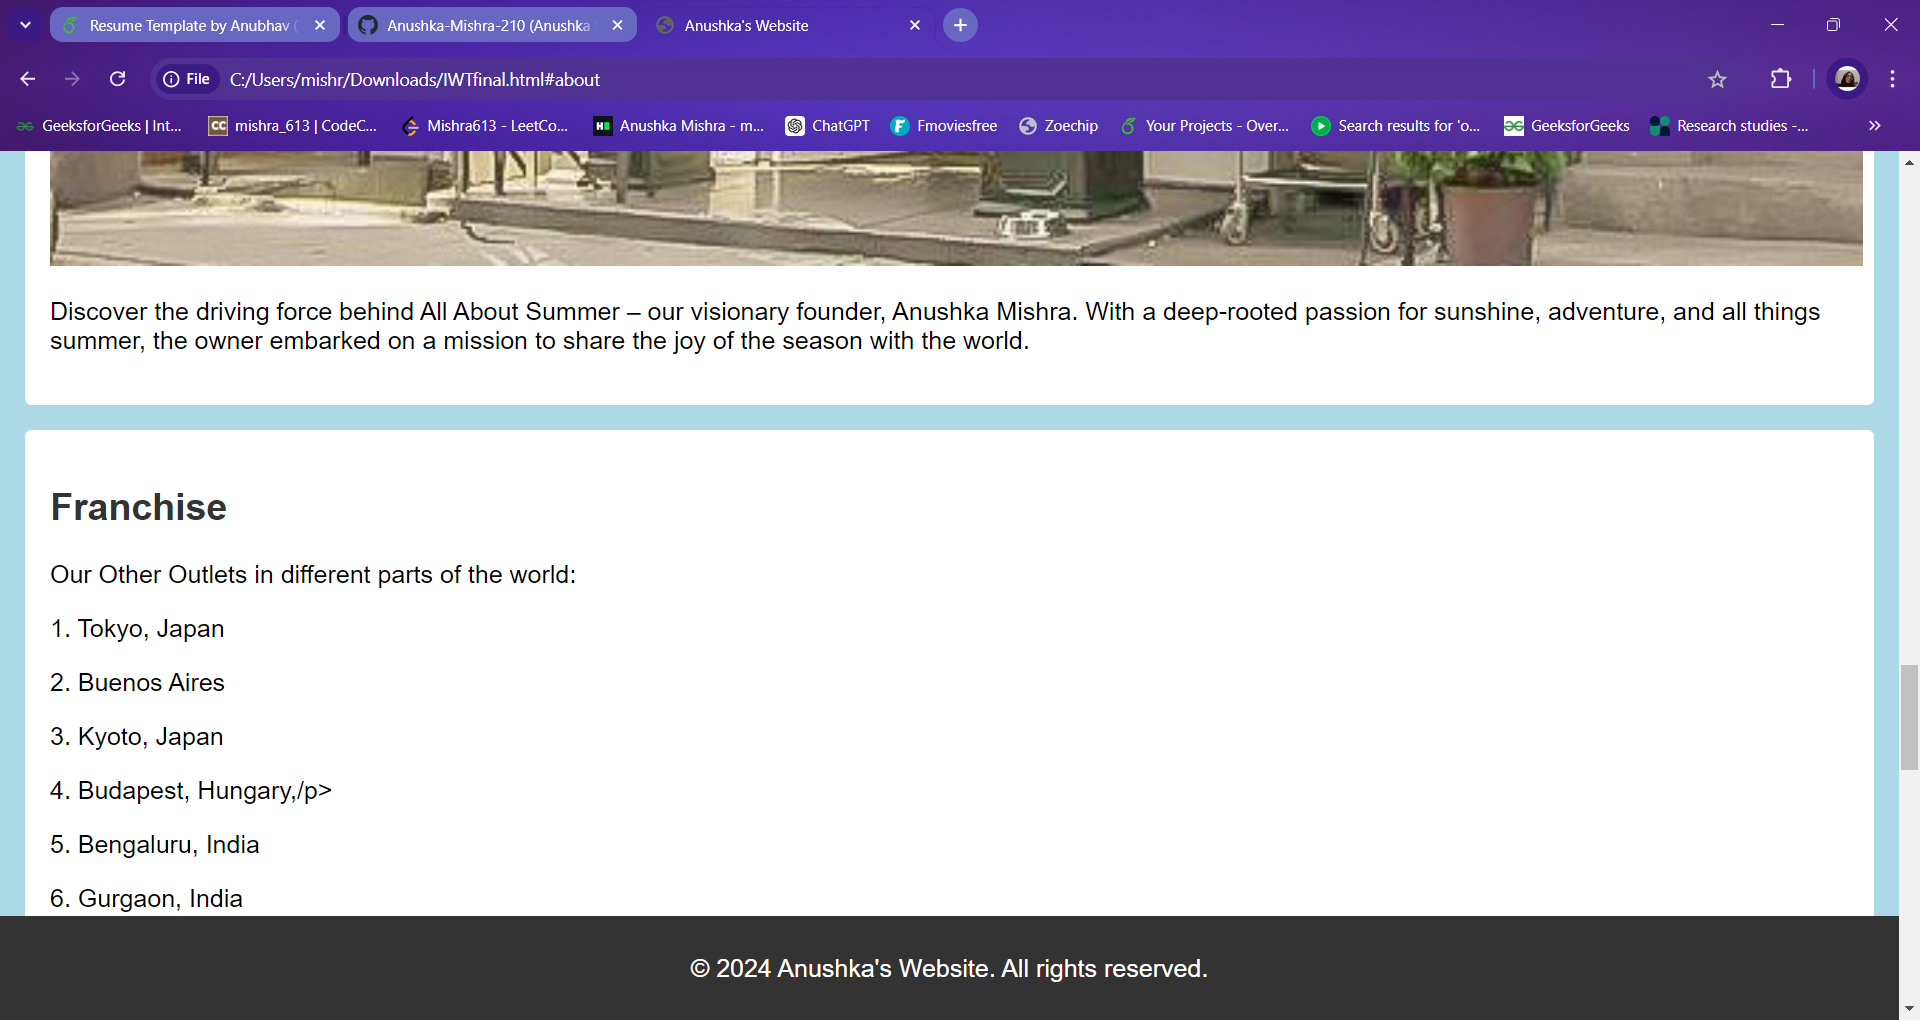 Resume Template by Anubhav (
Anushka-Mishra-210 (Anushka
Anushka's Website
File
C:/Users/mishr/Downloads/IWTfinal.html#about
GeeksforGeeks | Int...
CC
mishra_613 | CodeC...
Mishra613 - LeetCo...
H
Anushka Mishra - m...
ChatGPT
F
Fmoviesfree
Zoechip
Your Projects - Over...
Search results for 'o...
GeeksforGeeks
Research studies -...
Discover the driving force behind All About Summer – our visionary founder, Anushka Mishra. With a deep-rooted passion for sunshine, adventure, and all things
summer, the owner embarked on a mission to share the joy of the season with the world.
Franchise
Our Other Outlets in different parts of the world:
1. Tokyo, Japan
2. Buenos Aires
3. Kyoto, Japan
4. Budapest, Hungary,/p>
5. Bengaluru, India
6. Gurgaon, India
© 2024 Anushka's Website. All rights reserved.